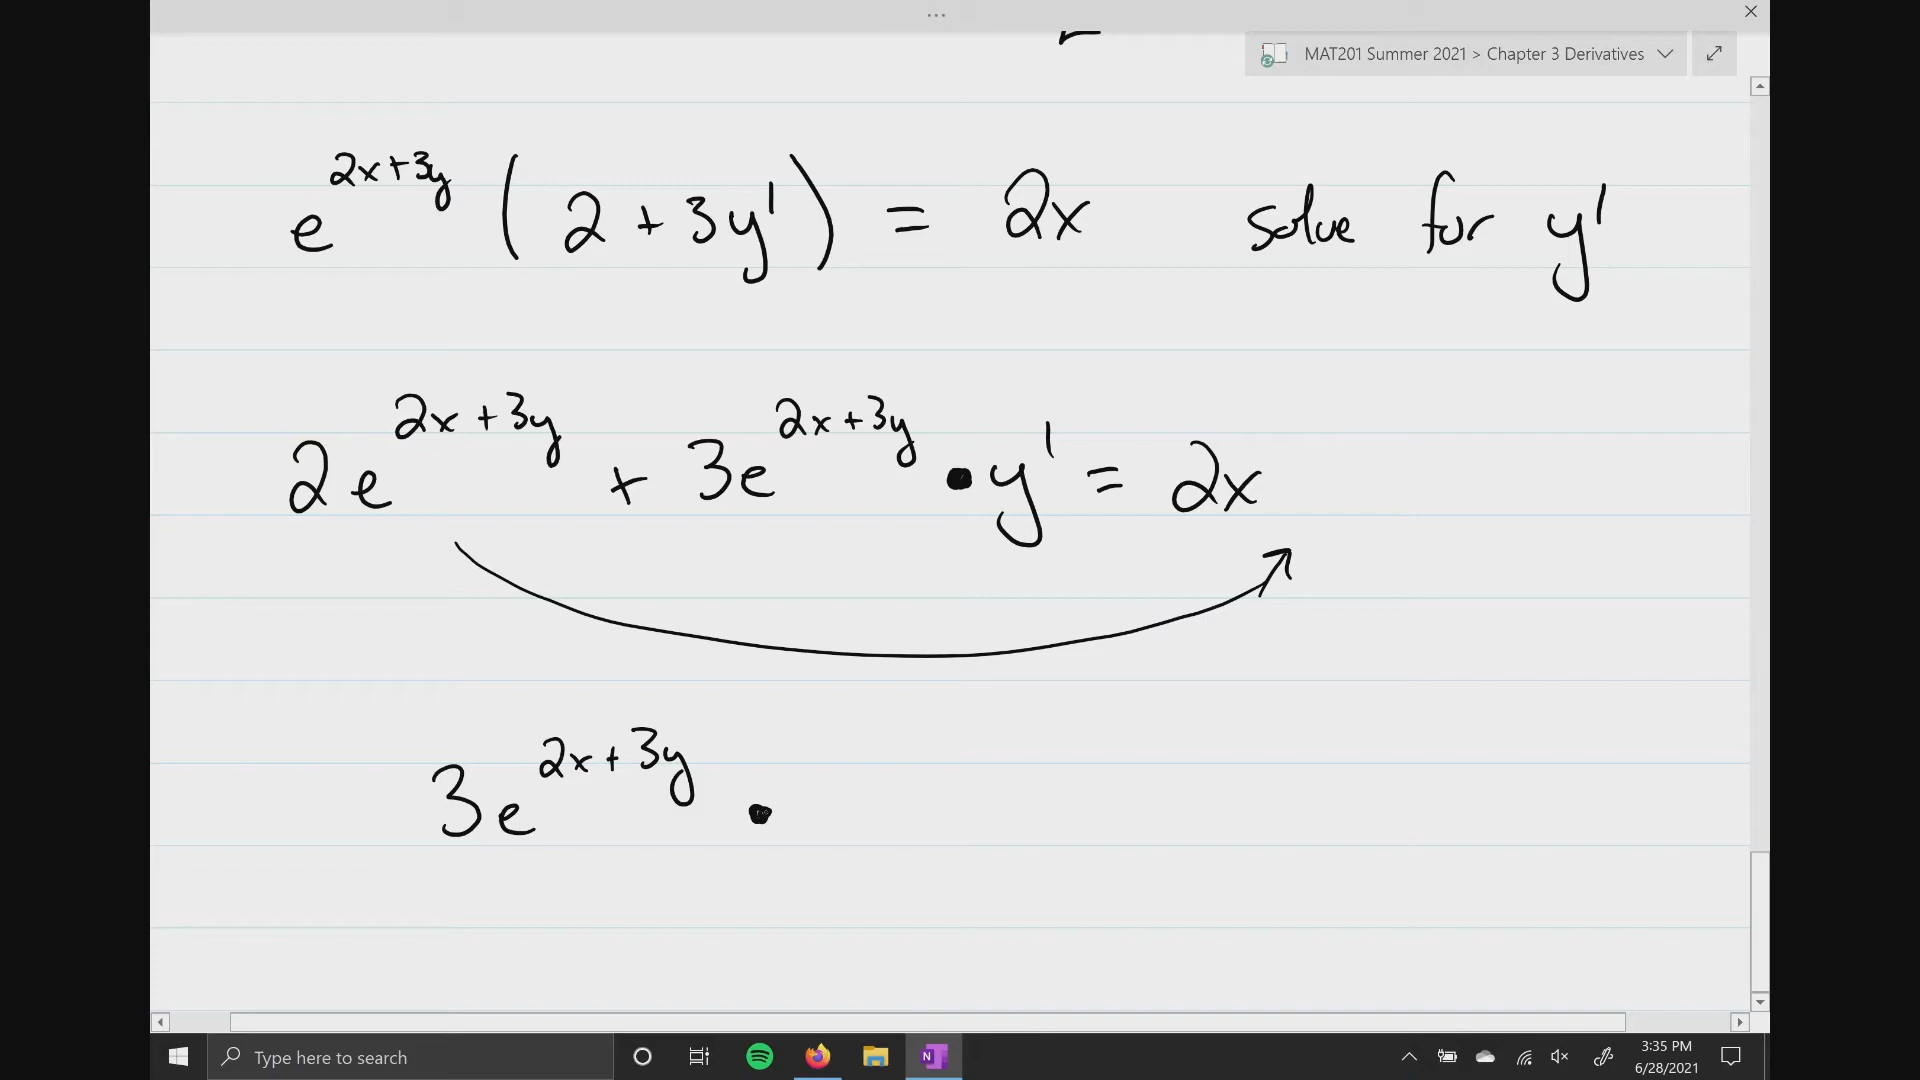 MAT201 Summer 2021 > Chapter 3 Derivatives
e^{2x+3y} ( 2 + 3y' ) = 2x solve for y'
2e^{2x+3y} + 3e^{2x+3y} • y' = 2x
3e^{2x+3y} •
Type here to search
3:35 PM
6/28/2021